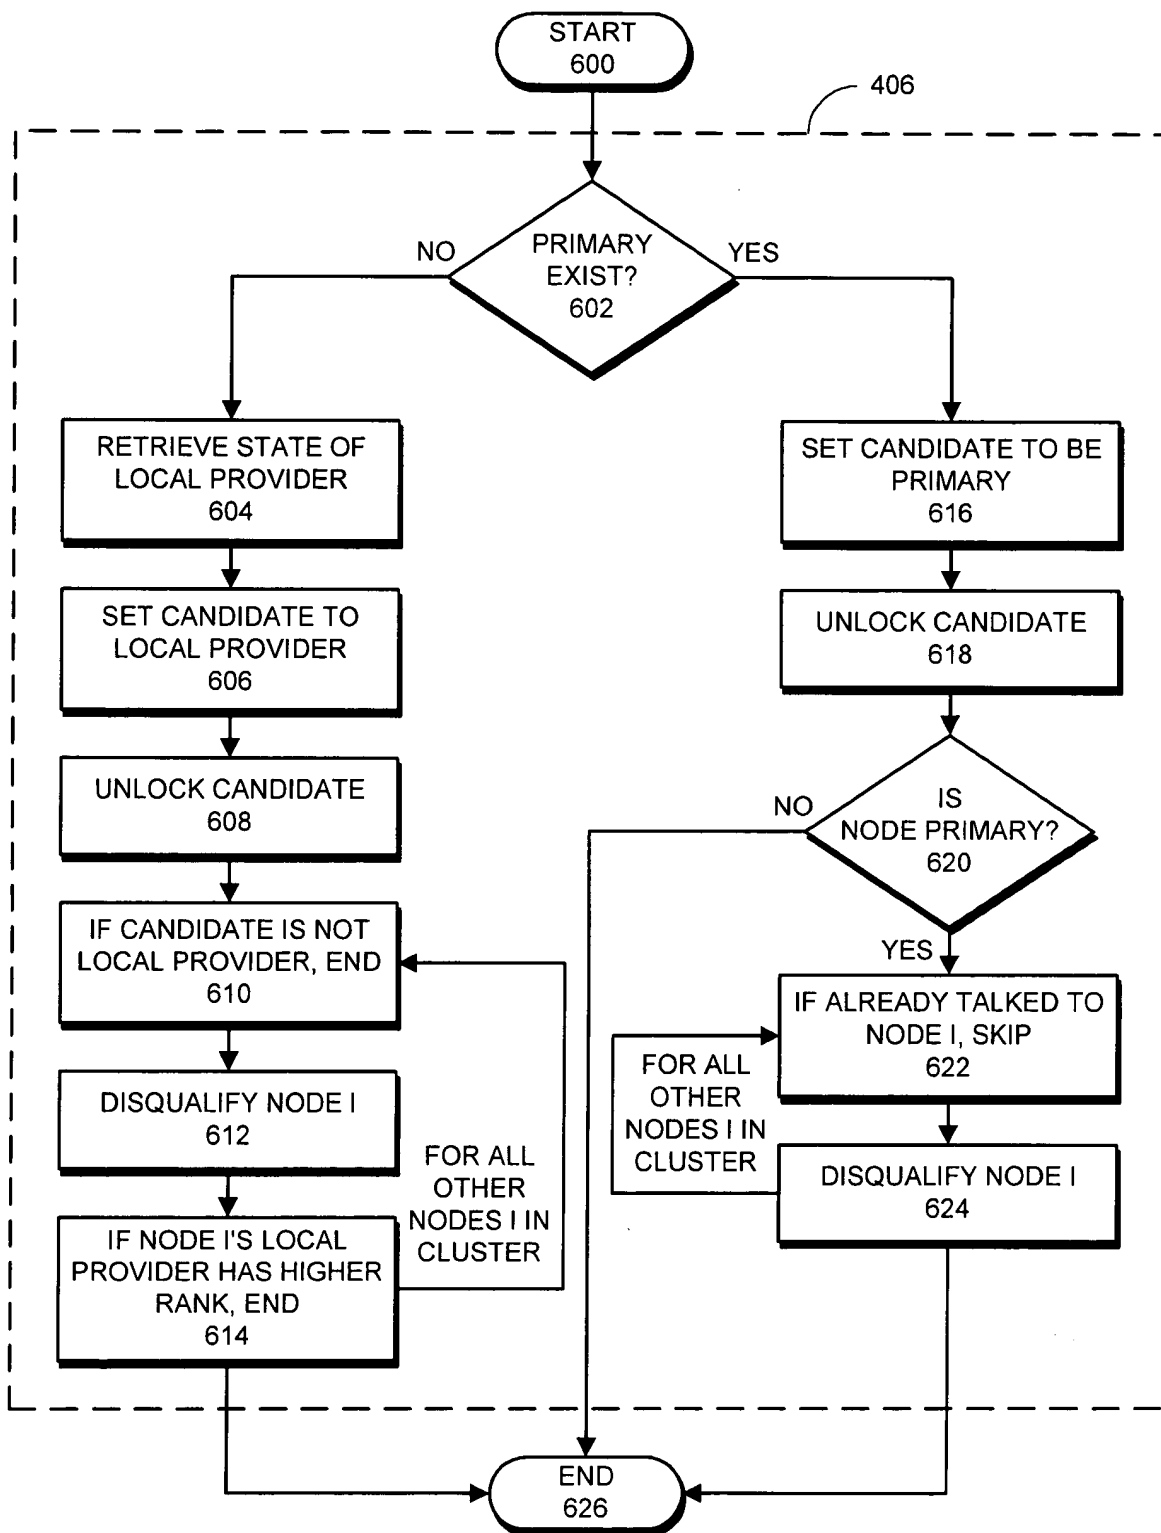 START
600
406
PRIMARY
EXIST?
602
NO
YES
RETRIEVE STATE OF
LOCAL PROVIDER
604
SET CANDIDATE TO
LOCAL PROVIDER
606
UNLOCK CANDIDATE
608
IF CANDIDATE IS NOT
LOCAL PROVIDER, END
610
DISQUALIFY NODE I
612
IF NODE I'S LOCAL
PROVIDER HAS HIGHER
RANK, END
614
FOR ALL
OTHER
NODES I IN
CLUSTER
SET CANDIDATE TO BE
PRIMARY
616
UNLOCK CANDIDATE
618
IS
NODE PRIMARY?
620
NO
YES
IF ALREADY TALKED TO
NODE I, SKIP
622
FOR ALL
OTHER
NODES I IN
CLUSTER
DISQUALIFY NODE I
624
END
626